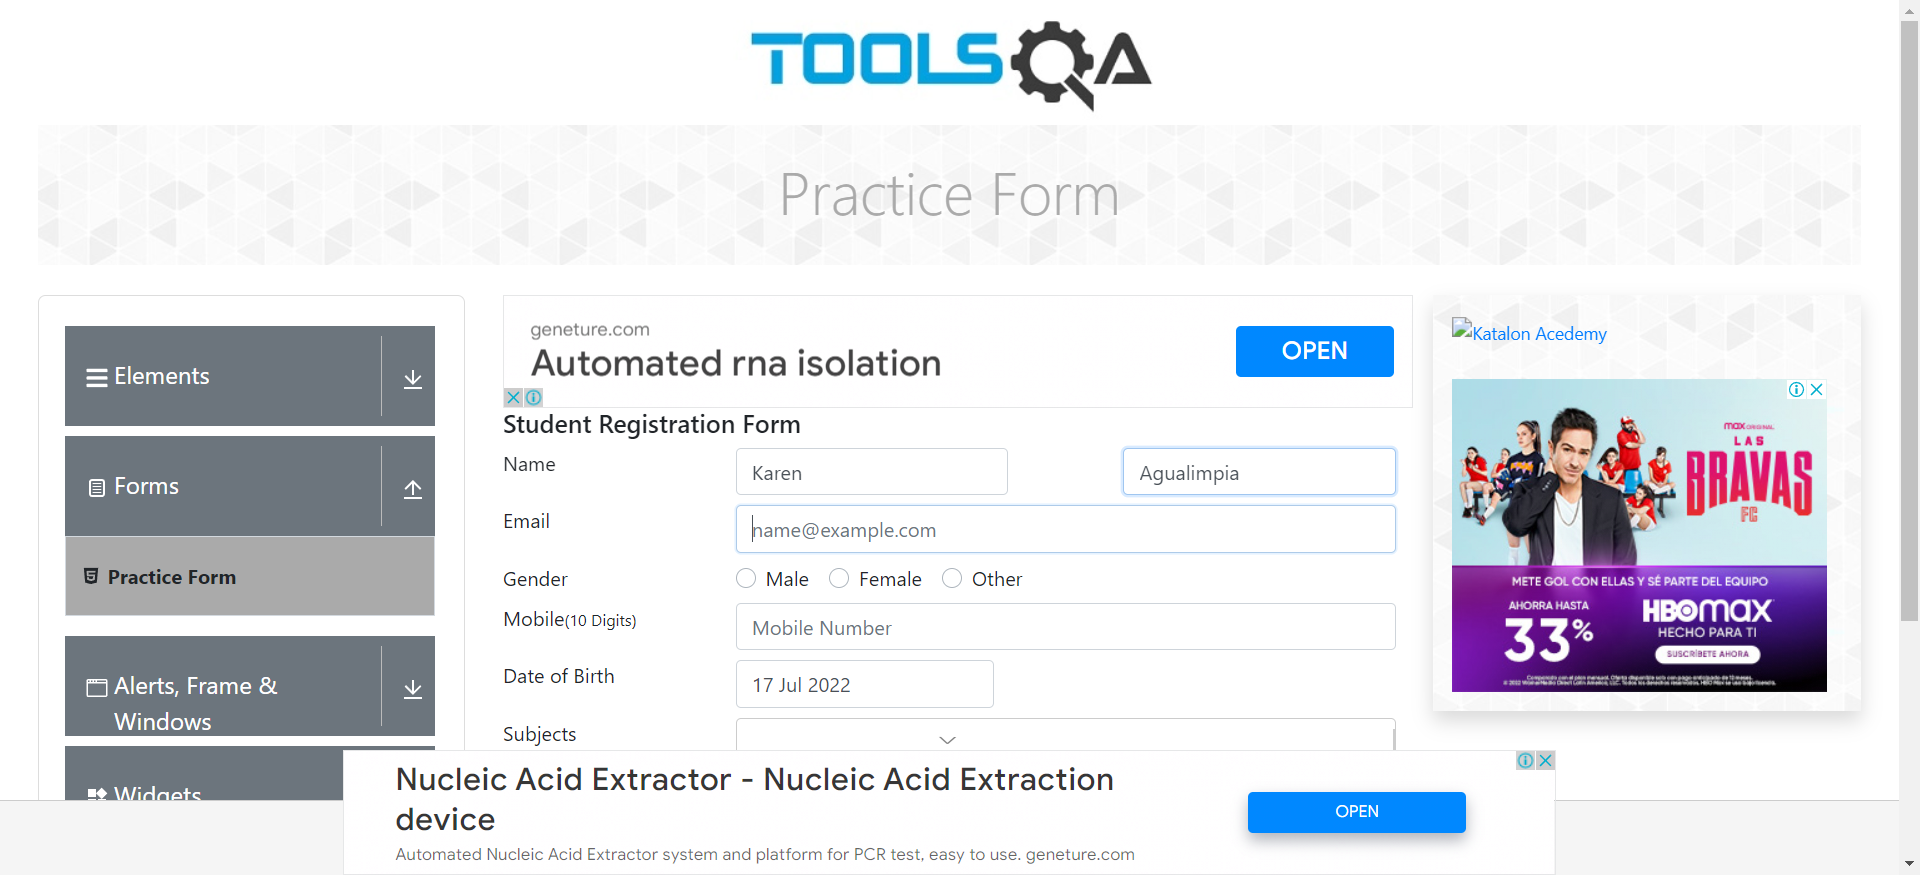 TOOLSQA
Practice Form
Elements
Forms
Practice Form
Alerts, Frame &
Windows
Widgets
geneture.com
Automated rna isolation
OPEN
Student Registration Form
Name
Karen
Agualimpia
Email
name@example.com
Gender
Male
Female
Other
Mobile(10 Digits)
Mobile Number
Date of Birth
17 Jul 2022
Subjects
Katalon Acedemy
max ORIGINAL
LAS
BRAVAS
FC
METE GOL CON ELLAS Y SÉ PARTE DEL EQUIPO
AHORRA HASTA
33%
HBOmax
HECHO PARA TI
SUSCRÍBETE AHORA
Nucleic Acid Extractor - Nucleic Acid Extraction
device
Automated Nucleic Acid Extractor system and platform for PCR test, easy to use. geneture.com
OPEN